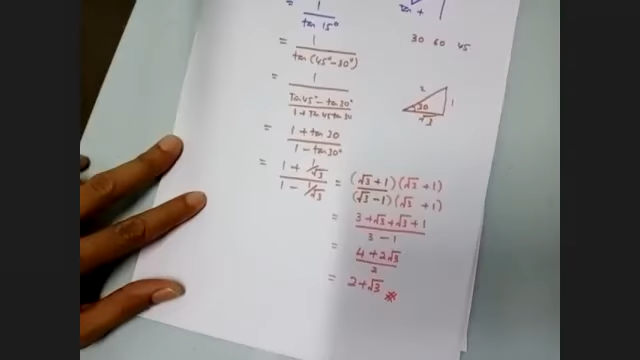 = 1 / tan 15°
30 60 45
= 1 / tan (45° - 30°)
= 1 / ((tan 45° - tan 30°) / (1 + tan 45 tan 30))
2 1 30 √3
= (1 + tan 30) / (1 - tan 30°)
= (1 + 1/√3) / (1 - 1/√3) = (√3 + 1)(√3 + 1) / (√3 - 1)(√3 + 1)
= (3 + √3 + √3 + 1) / (3 - 1)
= (4 + 2√3) / 2
= 2 + √3